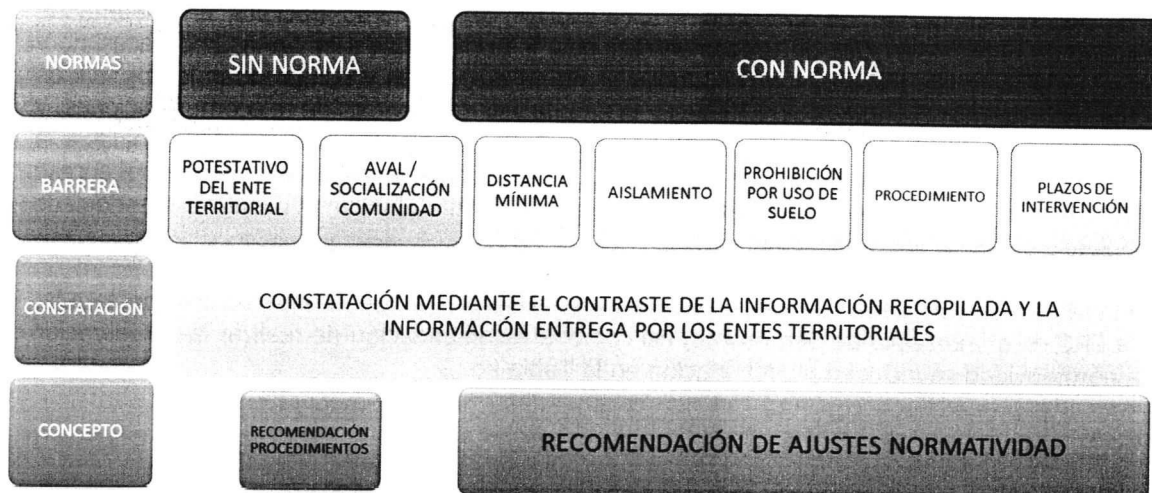 NORMAS
SIN NORMA
CON NORMA
BARRERA
POTESTATIVO
DEL ENTE
TERRITORIAL
AVAL /
SOCIALIZACIÓN
COMUNIDAD
DISTANCIA
MÍNIMA
AISLAMIENTO
PROHIBICIÓN
POR USO DE
SUELO
PROCEDIMIENTO
PLAZOS DE
INTERVENCIÓN
CONSTATACIÓN
CONSTATACIÓN MEDIANTE EL CONTRASTE DE LA INFORMACIÓN RECOPILADA Y LA
INFORMACIÓN ENTREGA POR LOS ENTES TERRITORIALES
CONCEPTO
RECOMENDACIÓN
PROCEDIMIENTOS
RECOMENDACIÓN DE AJUSTES NORMATIVIDAD